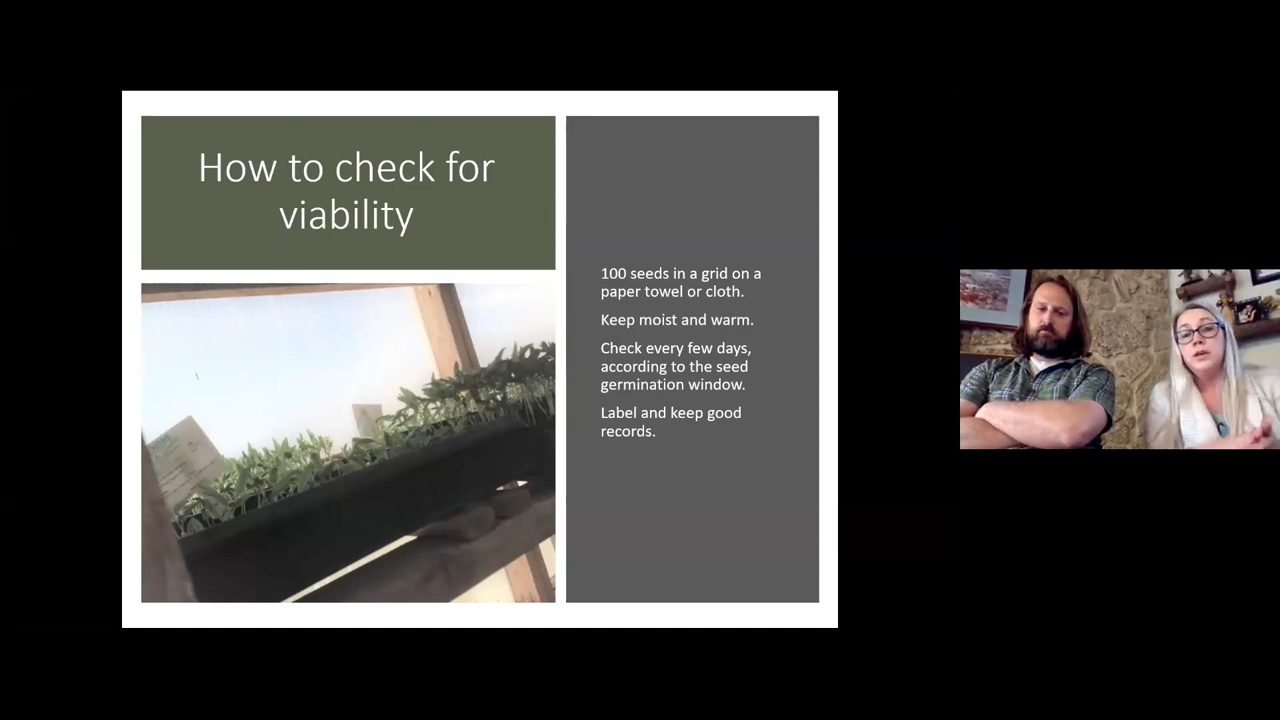 How to check for
viability
100 seeds in a grid on a
paper towel or cloth.
Keep moist and warm.
Check every few days,
according to the seed
germination window.
Label and keep good
records.